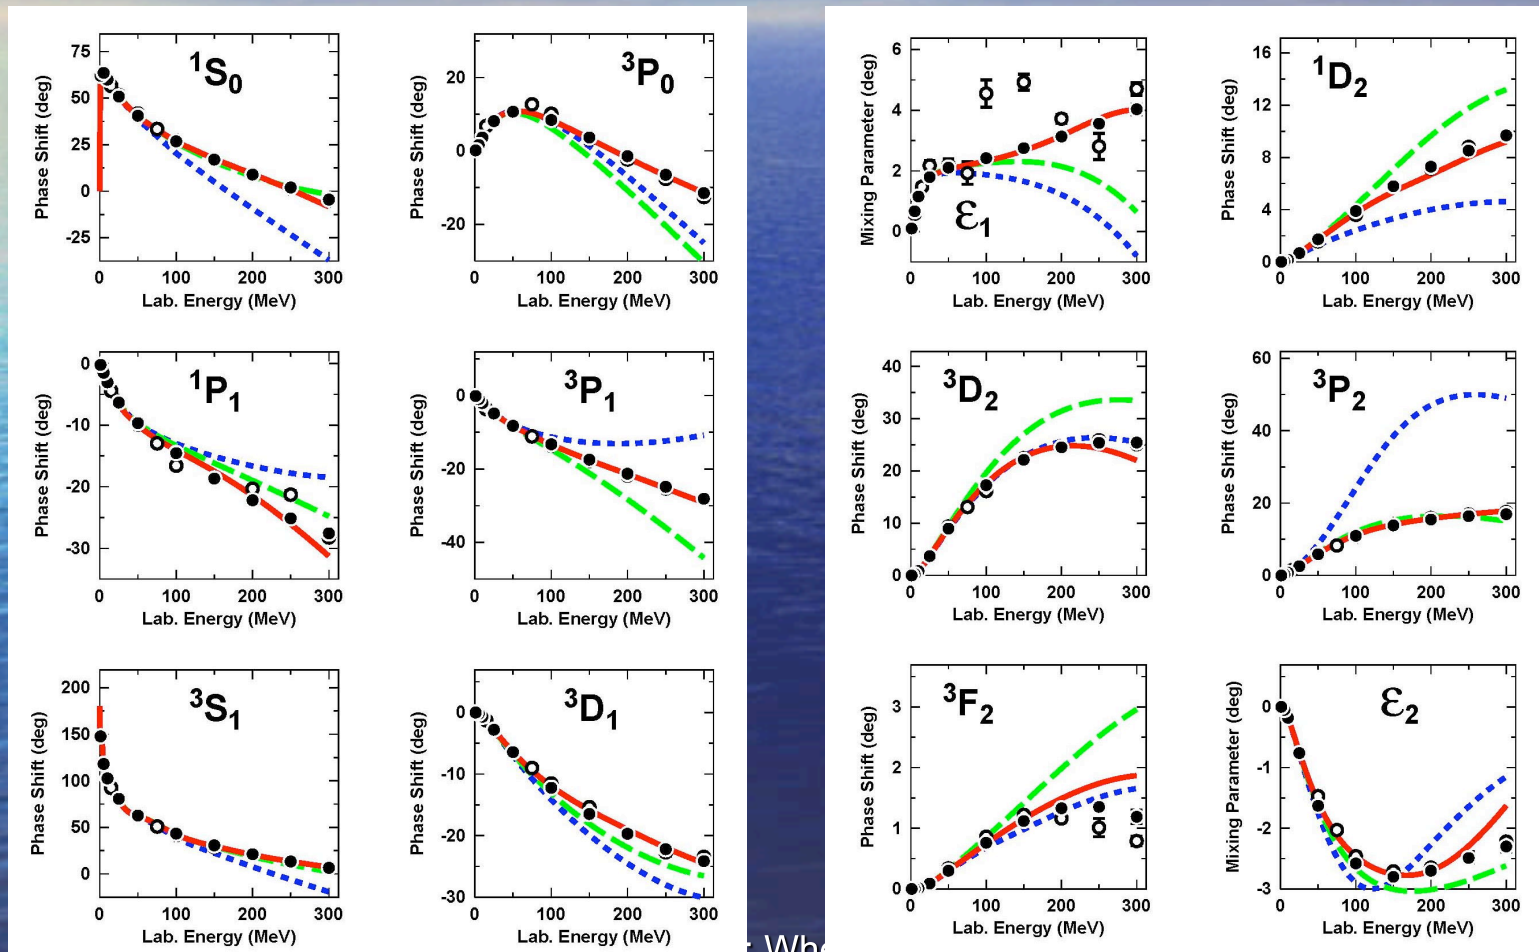 ¹S₀
75
50
25
0
-25
Phase Shift (deg)
0 100 200 300
Lab. Energy (MeV)
³P₀
20
0
-20
Phase Shift (deg)
0 100 200 300
Lab. Energy (MeV)
¹P₁
0
-10
-20
-30
Phase Shift (deg)
0 100 200 300
Lab. Energy (MeV)
³P₁
0
-20
-40
Phase Shift (deg)
0 100 200 300
Lab. Energy (MeV)
³S₁
200
150
100
50
0
Phase Shift (deg)
0 100 200 300
Lab. Energy (MeV)
³D₁
0
-10
-20
-30
Phase Shift (deg)
0 100 200 300
Lab. Energy (MeV)
ε₁
6
4
2
0
Mixing Parameter (deg)
0 100 200 300
Lab. Energy (MeV)
¹D₂
16
12
8
4
0
Phase Shift (deg)
0 100 200 300
Lab. Energy (MeV)
³D₂
40
30
20
10
0
Phase Shift (deg)
0 100 200 300
Lab. Energy (MeV)
³P₂
60
40
20
0
Phase Shift (deg)
0 100 200 300
Lab. Energy (MeV)
³F₂
3
2
1
0
Phase Shift (deg)
0 100 200 300
Lab. Energy (MeV)
ε₂
0
-1
-2
-3
Mixing Parameter (deg)
0 100 200 300
Lab. Energy (MeV)
: Whe